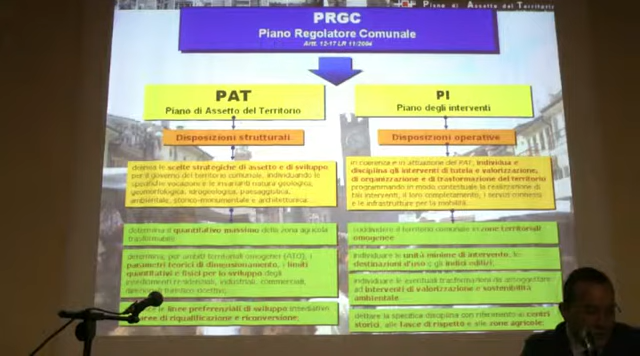 Piano di Assetto del Territorio
PRGC
Piano Regolatore Comunale
Artt. 12-17 LR 11/2004
PAT
Piano di Assetto del Territorio
Disposizioni strutturali
scelte strategiche di assetto e di sviluppo
per il governo del territorio comunale, individuando le
specifiche vocazioni e le invarianti natura geologica,
geomorfologica, idrogeologica, paesaggistica,
ambientale, storico-monumentale e architettonica.
determina il quantitativo massimo della zona agricola
trasformabile
determina, per ambiti territoriali omogenei (ATO), i
parametri teorici di dimensionamento, i limiti
quantitativi e fisici per lo sviluppo degli
insediamenti residenziali, industriali, commerciali,
direzionali turistico ricettivi
le linee preferenziali di sviluppo insediativo
aree di riqualificazione e riconversione.
PI
Piano degli interventi
Disposizioni operative
in coerenza e in attuazione del PAT, individua e
disciplina gli interventi di tutela e valorizzazione,
di organizzazione e di trasformazione del territorio
programmando in modo contestuale la realizzazione di
tali interventi, il loro completamento, i servizi connessi
e le infrastrutture per la mobilità.
suddividere il territorio comunale in zone territoriali
omogenee
individuare le unità minime di intervento, le
destinazioni d'uso e gli indici edilizi;
individuare le eventuali trasformazioni da assoggettare
ad interventi di valorizzazione e sostenibilità
ambientale
dettare la specifica disciplina con riferimento ai centri
storici, alle fasce di rispetto e alle zone agricole;